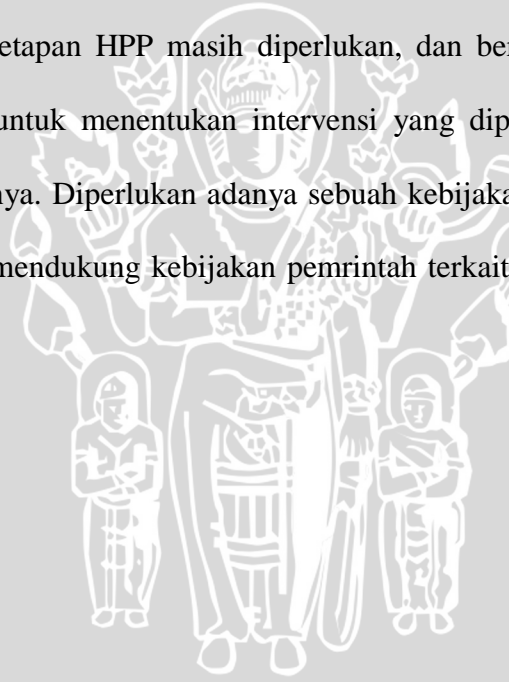 etapan HPP masih diperlukan, dan ber
untuk menentukan intervensi yang dip
nya. Diperlukan adanya sebuah kebijaka
mendukung kebijakan pemrintah terkait